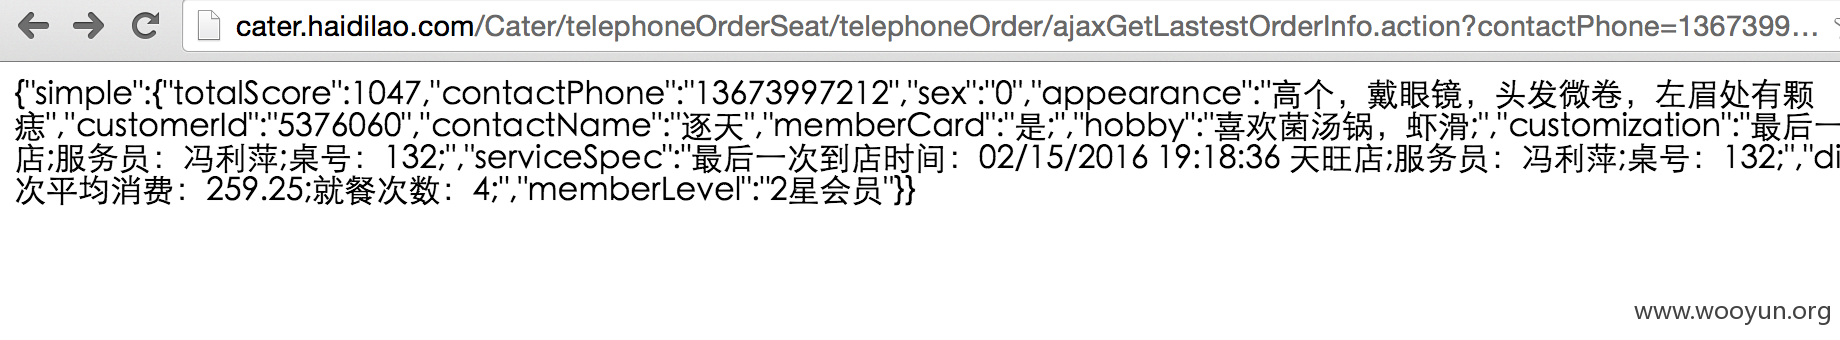 cater.haidilao.com/Cater/telephoneOrderSeat/telephoneOrder/ajaxGetLastestOrderInfo.action?contactPhone=1367399...
{"simple":{"totalScore":1047,"contactPhone":"13673997212","sex":"0","appearance":"高个，戴眼镜，头发微卷，左眉处有颗
痣","customerId":"5376060","contactName":"逐天","memberCard":"是;","hobby":"喜欢菌汤锅，虾滑;","customization":"最后一
店;服务员：冯利萍;桌号：132;","serviceSpec":"最后一次到店时间：02/15/2016 19:18:36 天旺店;服务员：冯利萍;桌号：132;","di
次平均消费：259.25;就餐次数：4;","memberLevel":"2星会员"}}
www.wooyun.org